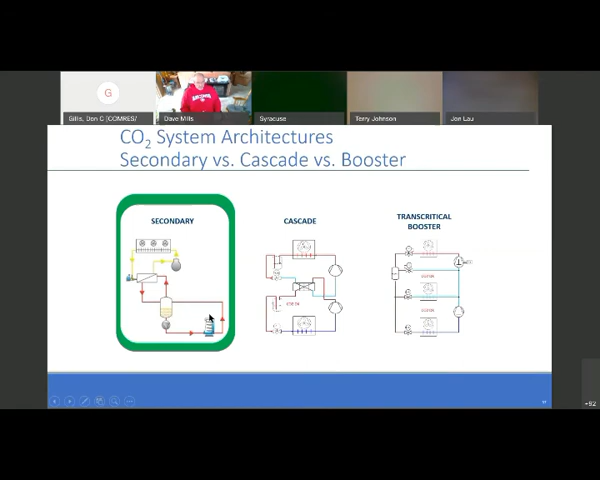 G
Gillis, Don C [COMRES/
Dave Mills
Syracuse
Terry Johnson
Jon Lau
CO2 System Architectures
Secondary vs. Cascade vs. Booster
SECONDARY
CASCADE
TRANSCRITICAL
BOOSTER
+92